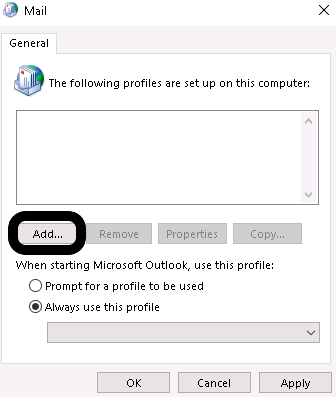 Mail
General
The following profiles are set up on this computer:
Add... Remove Properties Copy...
When starting Microsoft Outlook, use this profile:
Prompt for a profile to be used
Always use this profile
OK Cancel Apply